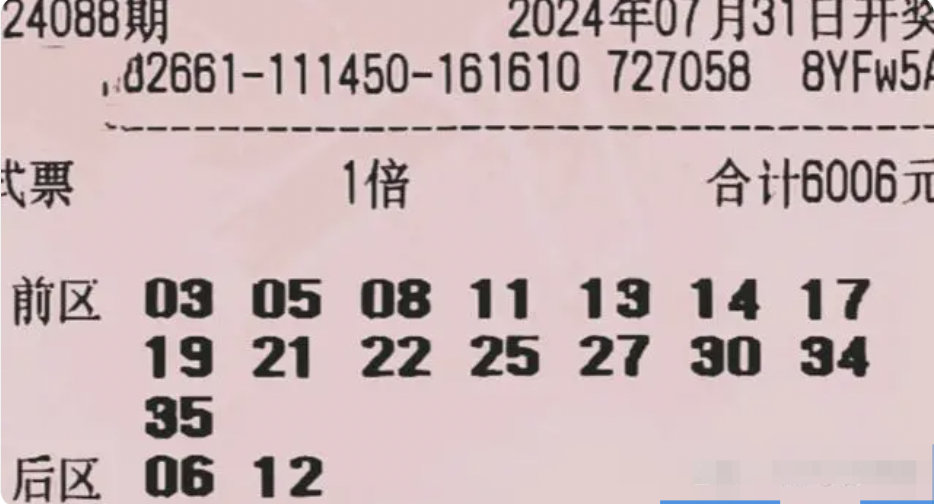 24088期 2024年07月31日开奖
02661-111450-161610 727058 8YFw5A
式票 1倍 合计6006元
前区 03 05 08 11 13 14 17
19 21 22 25 27 30 34
35
后区 06 12